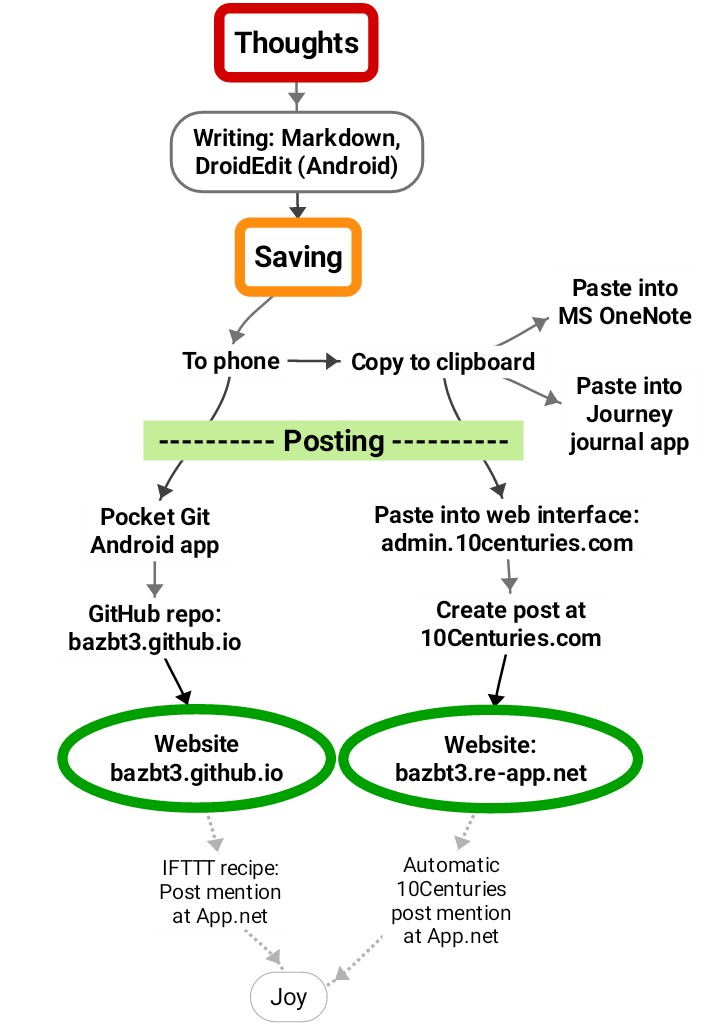 Thoughts
Writing: Markdown,
DroidEdit (Android)
Saving
To phone
Copy to clipboard
Paste into
MS OneNote
Paste into
Journey
journal app
---------- Posting ----------
Pocket Git
Android app
Paste into web interface:
admin.10centuries.com
GitHub repo:
bazbt3.github.io
Create post at
10Centuries.com
Website
bazbt3.github.io
Website:
bazbt3.re-app.net
IFTTT recipe:
Post mention
at App.net
Automatic
10Centuries
post mention
at App.net
Joy